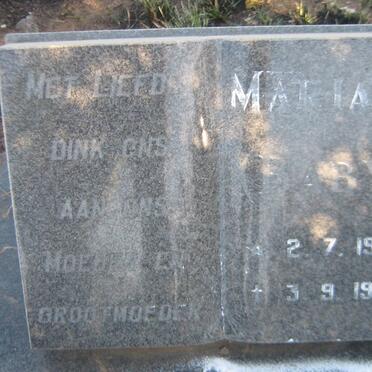 MET LIEFDE
DINK ONS
AAN ONS
MOEDER EN
GROOTMOEDER
MARIA
* 2.7.19
+ 3.9.19